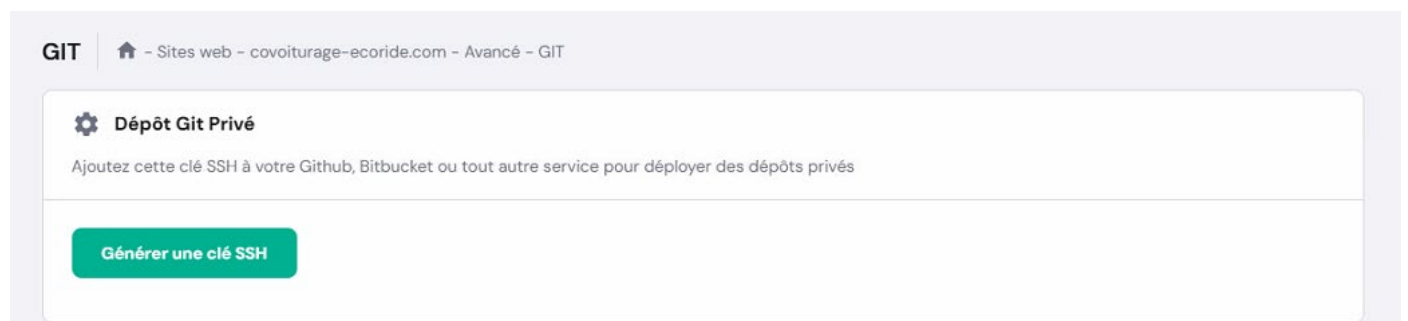 GIT - Sites web - covoiturage-ecoride.com - Avancé - GIT
Dépôt Git Privé
Ajoutez cette clé SSH à votre Github, Bitbucket ou tout autre service pour déployer des dépôts privés
Générer une clé SSH